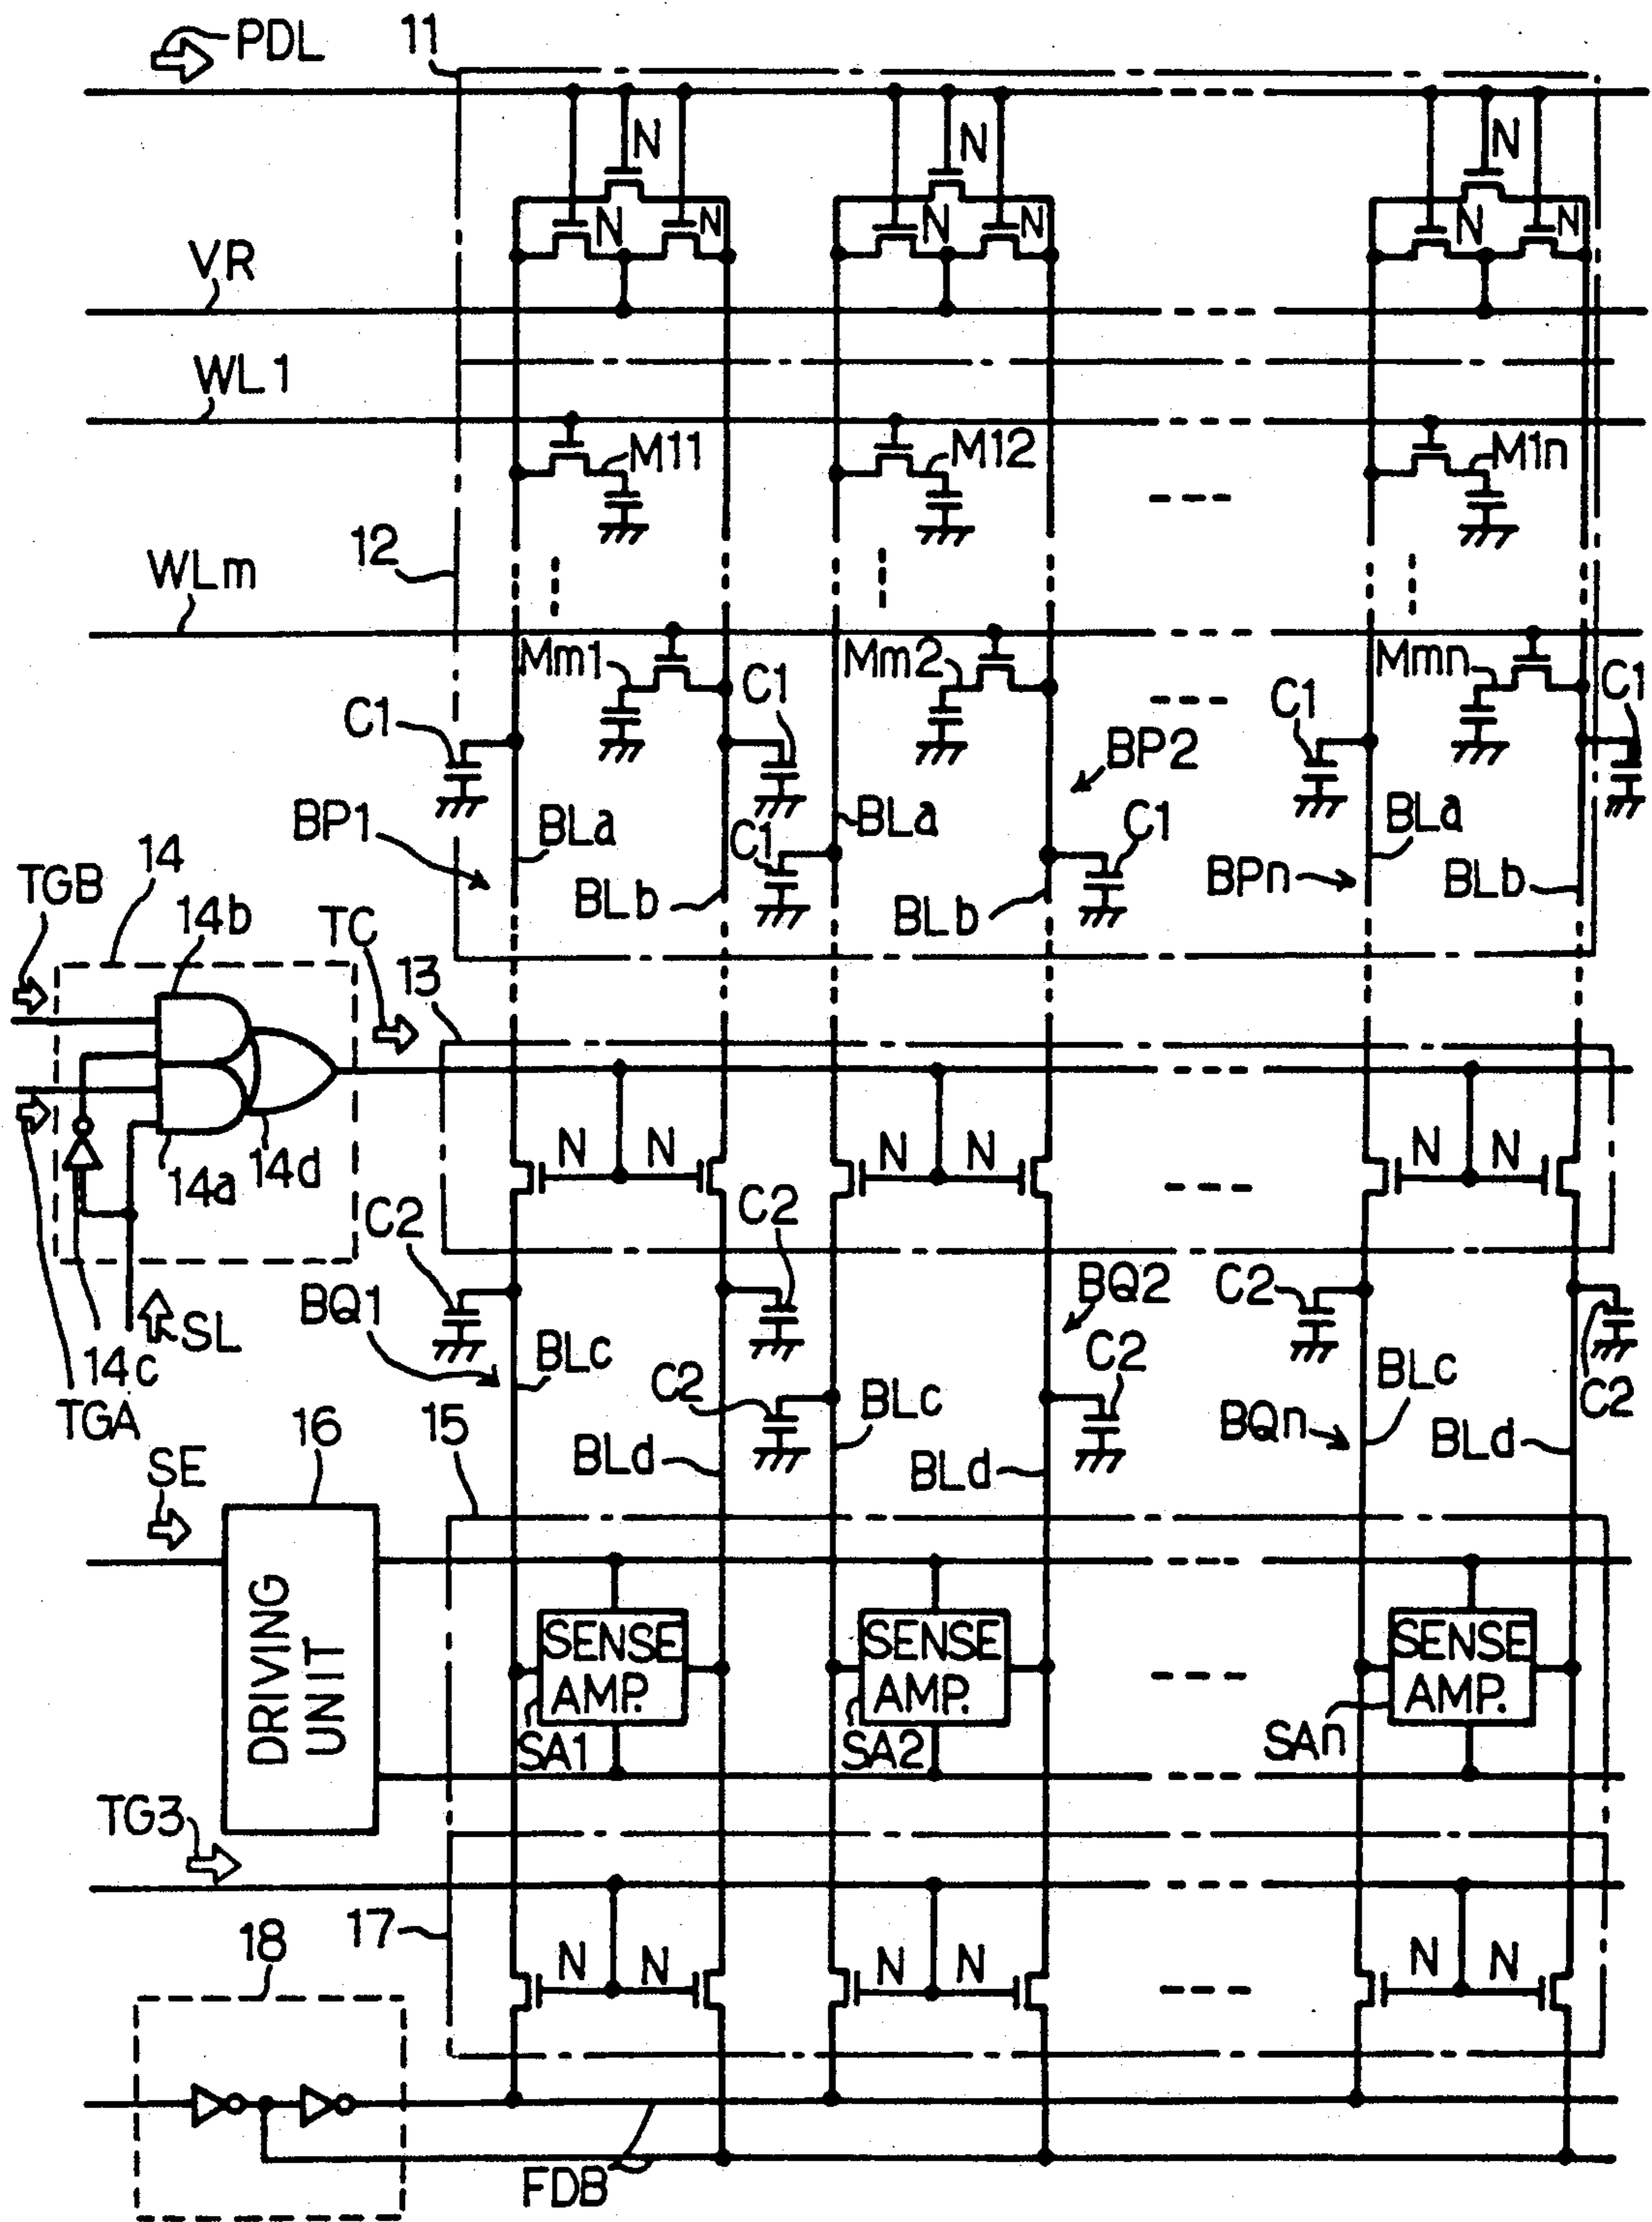 PDL 11
N N N
N N N N N N
VR
WL1
M11 M12 M1n
12
WLm
Mm1 Mm2 Mmn
C1 C1 C1 C1
BP2
BP1 BLa C1 BLa C1 BLa
BLb BLb BPn BLb
TGB 14 14b TC 13
14a 14d
N N N N N N
C2 C2
BQ1 BQ2 C2
SL BLc C2 BLc C2
14c C2 BLc
TGA 16 15 BQn
SE BLd BLd BLd
DRIVING
UNIT
SENSE SENSE SENSE
AMP. AMP. AMP.
SA1 SA2 SAn
TG3
17
18
N N N N N N
FDB